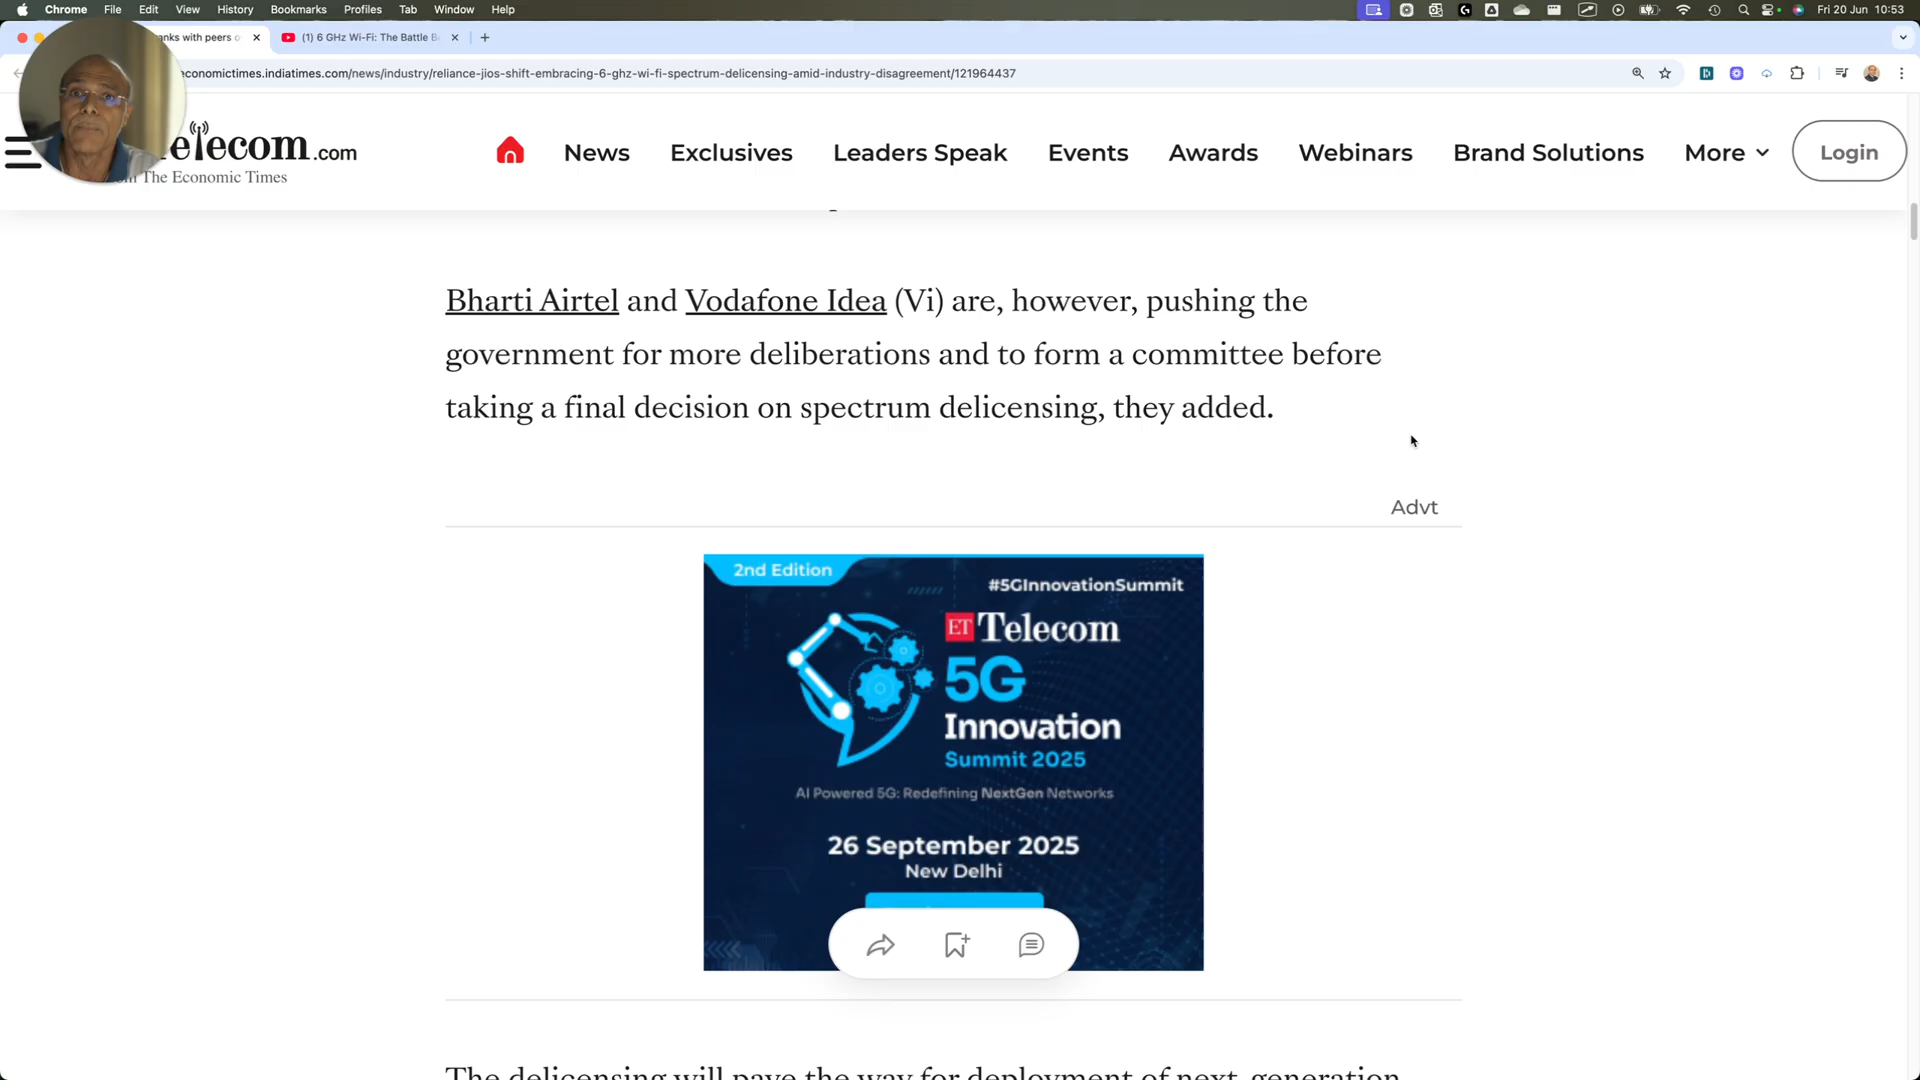 Chrome File Edit View History Bookmarks Profiles Tab Window Help
Fri 20 Jun 10:53
anks with peers o
(1) 6 GHz Wi-Fi: The Battle B
economictimes.indiatimes.com/news/industry/reliance-jios-shift-embracing-6-ghz-wi-fi-spectrum-delicensing-amid-industry-disagreement/121964437
elecom.com
The Economic Times
News Exclusives Leaders Speak Events Awards Webinars Brand Solutions More Login
Bharti Airtel and Vodafone Idea (Vi) are, however, pushing the
government for more deliberations and to form a committee before
taking a final decision on spectrum delicensing, they added.
Advt
2nd Edition
#5GInnovationSummit
ET Telecom
5G
Innovation
Summit 2025
AI Powered 5G: Redefining NextGen Networks
26 September 2025
New Delhi
The delicensing will pave the way for deployment of next-generation